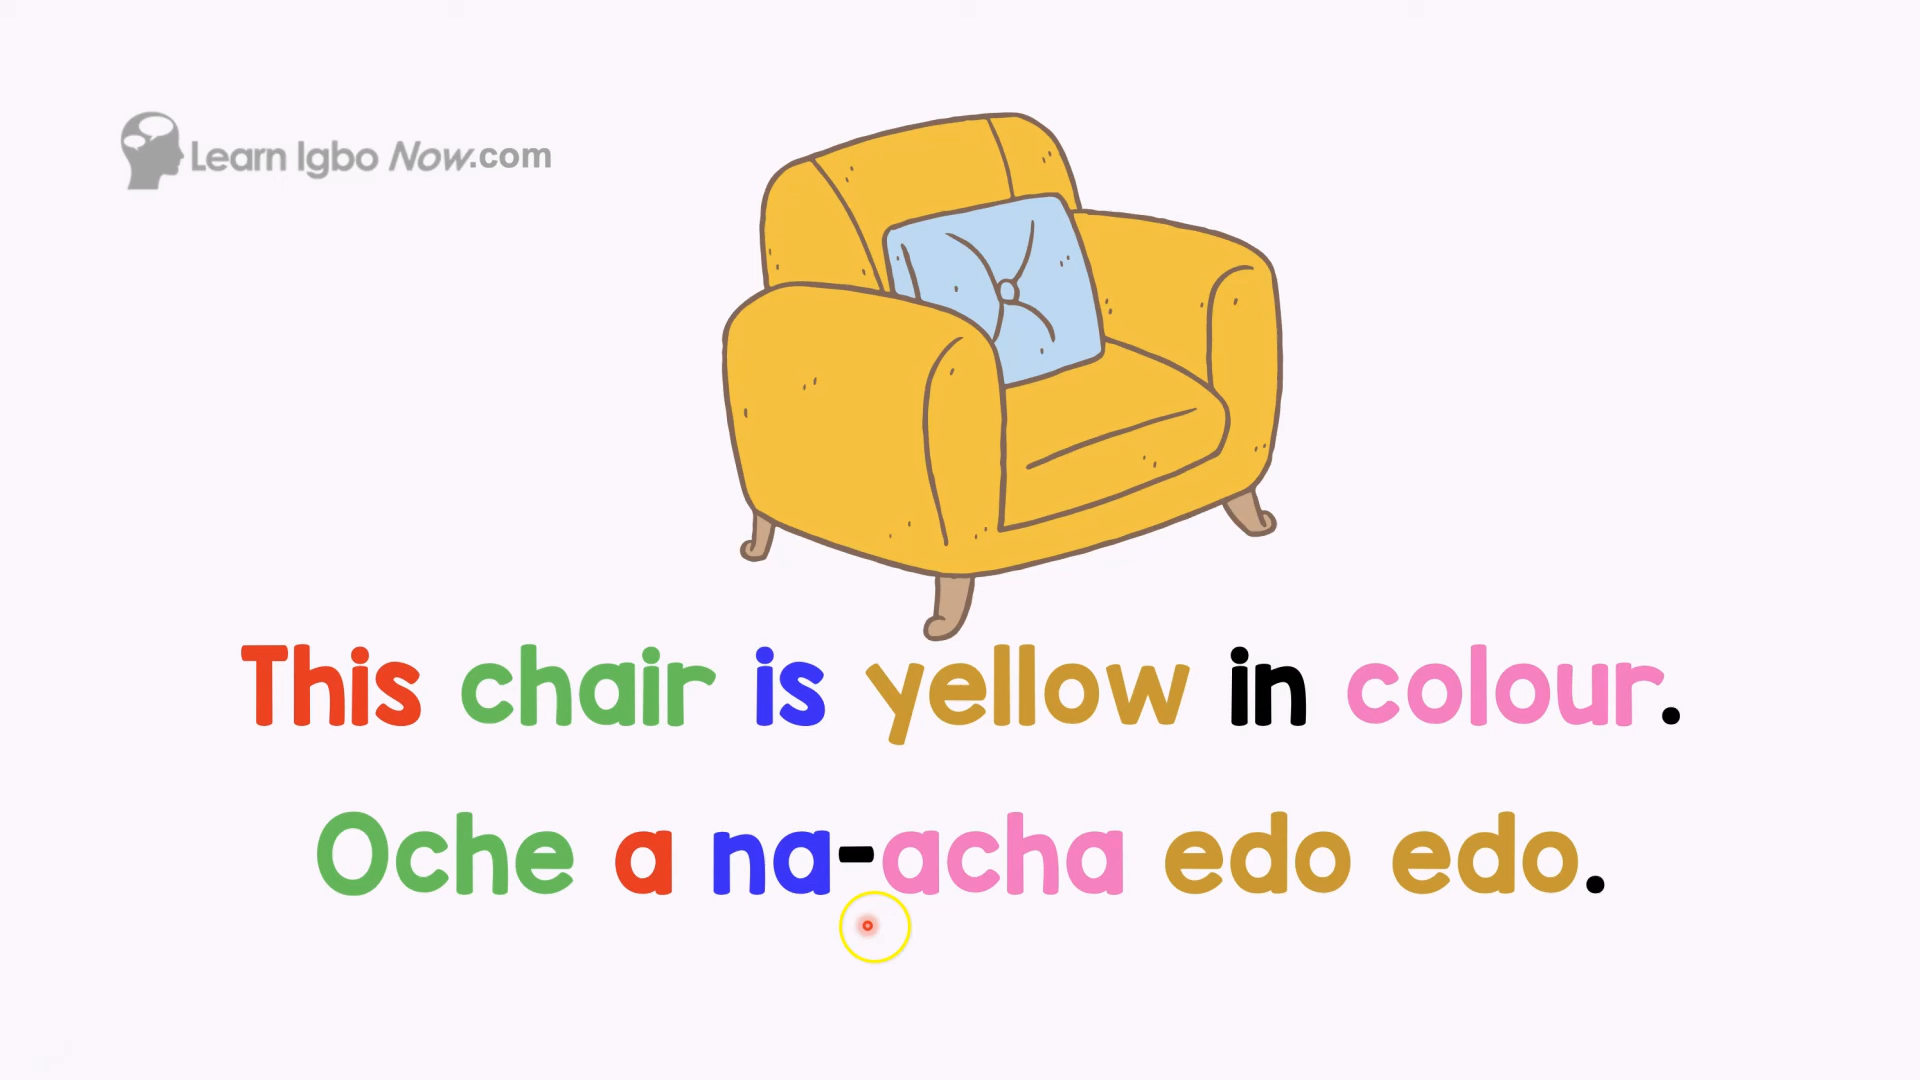 Learn Igbo Now.com
This chair is yellow in colour.
Oche a na-acha edo edo.